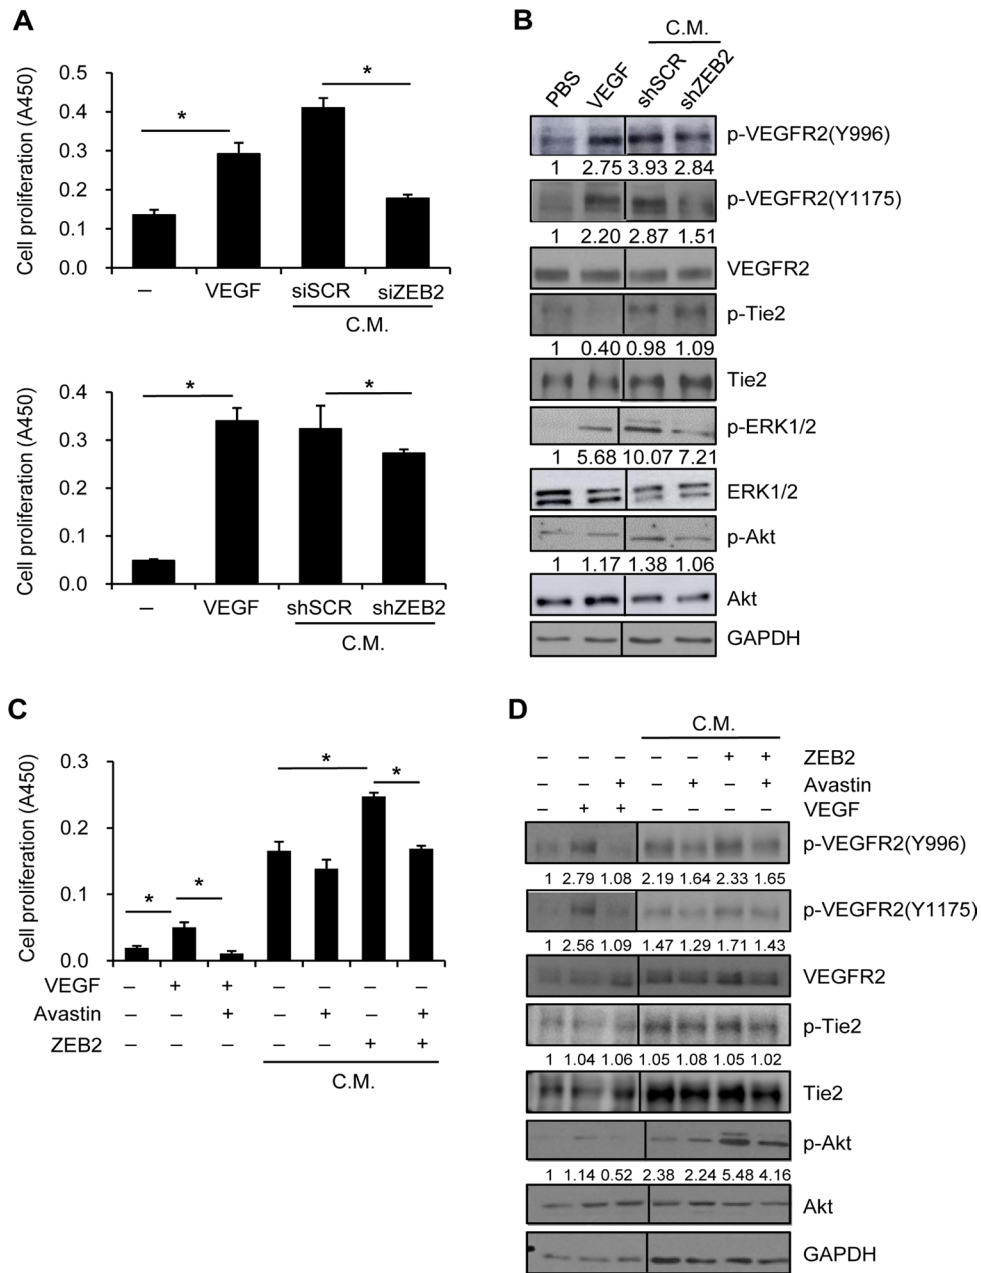 A
Cell proliferation (A450)
0.5
0.4
0.3
0.2
0.1
0.0
*
*
– VEGF siSCR siZEB2
C.M.
Cell proliferation (A450)
0.4
0.3
0.2
0.1
0.0
*
*
– VEGF shSCR shZEB2
C.M.
B
C.M.
PBS VEGF shSCR shZEB2
p-VEGFR2(Y996)
1 2.75 3.93 2.84
p-VEGFR2(Y1175)
1 2.20 2.87 1.51
VEGFR2
p-Tie2
1 0.40 0.98 1.09
Tie2
p-ERK1/2
1 5.68 10.07 7.21
ERK1/2
p-Akt
1 1.17 1.38 1.06
Akt
GAPDH
C
Cell proliferation (A450)
0.3
0.2
0.1
0.0
*
*
*
*
VEGF – + + – – – –
Avastin – – + – + – +
ZEB2 – – – – – + +
C.M.
D
C.M.
– – – – – + + ZEB2
– – + – + – + Avastin
– + + – – – – VEGF
p-VEGFR2(Y996)
1 2.79 1.08 2.19 1.64 2.33 1.65
p-VEGFR2(Y1175)
1 2.56 1.09 1.47 1.29 1.71 1.43
VEGFR2
p-Tie2
1 1.04 1.06 1.05 1.08 1.05 1.02
Tie2
p-Akt
1 1.14 0.52 2.38 2.24 5.48 4.16
Akt
GAPDH